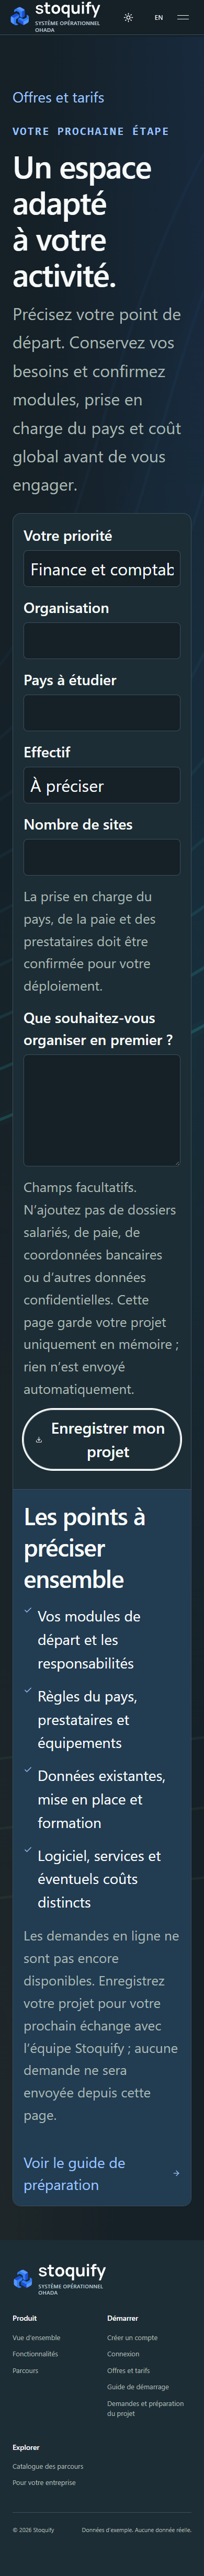 stoquify
SYSTÈME OPÉRATIONNEL
OHADA
EN
Offres et tarifs
VOTRE PROCHAINE ÉTAPE
Un espace
adapté
à votre
activité.
Précisez votre point de
départ. Conservez vos
besoins et confirmez
modules, prise en
charge du pays et coût
global avant de vous
engager.
Votre priorité
Finance et comptab
Organisation
Pays à étudier
Effectif
À préciser
Nombre de sites
La prise en charge du
pays, de la paie et des
prestataires doit être
confirmée pour votre
déploiement.
Que souhaitez-vous
organiser en premier ?
Champs facultatifs.
N’ajoutez pas de dossiers
salariés, de paie, de
coordonnées bancaires
ou d’autres données
confidentielles. Cette
page garde votre projet
uniquement en mémoire ;
rien n’est envoyé
automatiquement.
Enregistrer mon
projet
Les points à
préciser
ensemble
Vos modules de
départ et les
responsabilités
Règles du pays,
prestataires et
équipements
Données existantes,
mise en place et
formation
Logiciel, services et
éventuels coûts
distincts
Les demandes en ligne ne
sont pas encore
disponibles. Enregistrez
votre projet pour votre
prochain échange avec
l’équipe Stoquify ; aucune
demande ne sera
envoyée depuis cette
page.
Voir le guide de
préparation
stoquify
SYSTÈME OPÉRATIONNEL
OHADA
Produit
Vue d’ensemble
Fonctionnalités
Parcours
Démarrer
Créer un compte
Connexion
Offres et tarifs
Guide de démarrage
Demandes et préparation
du projet
Explorer
Catalogue des parcours
Pour votre entreprise
© 2026 Stoquify
Données d’exemple. Aucune donnée réelle.